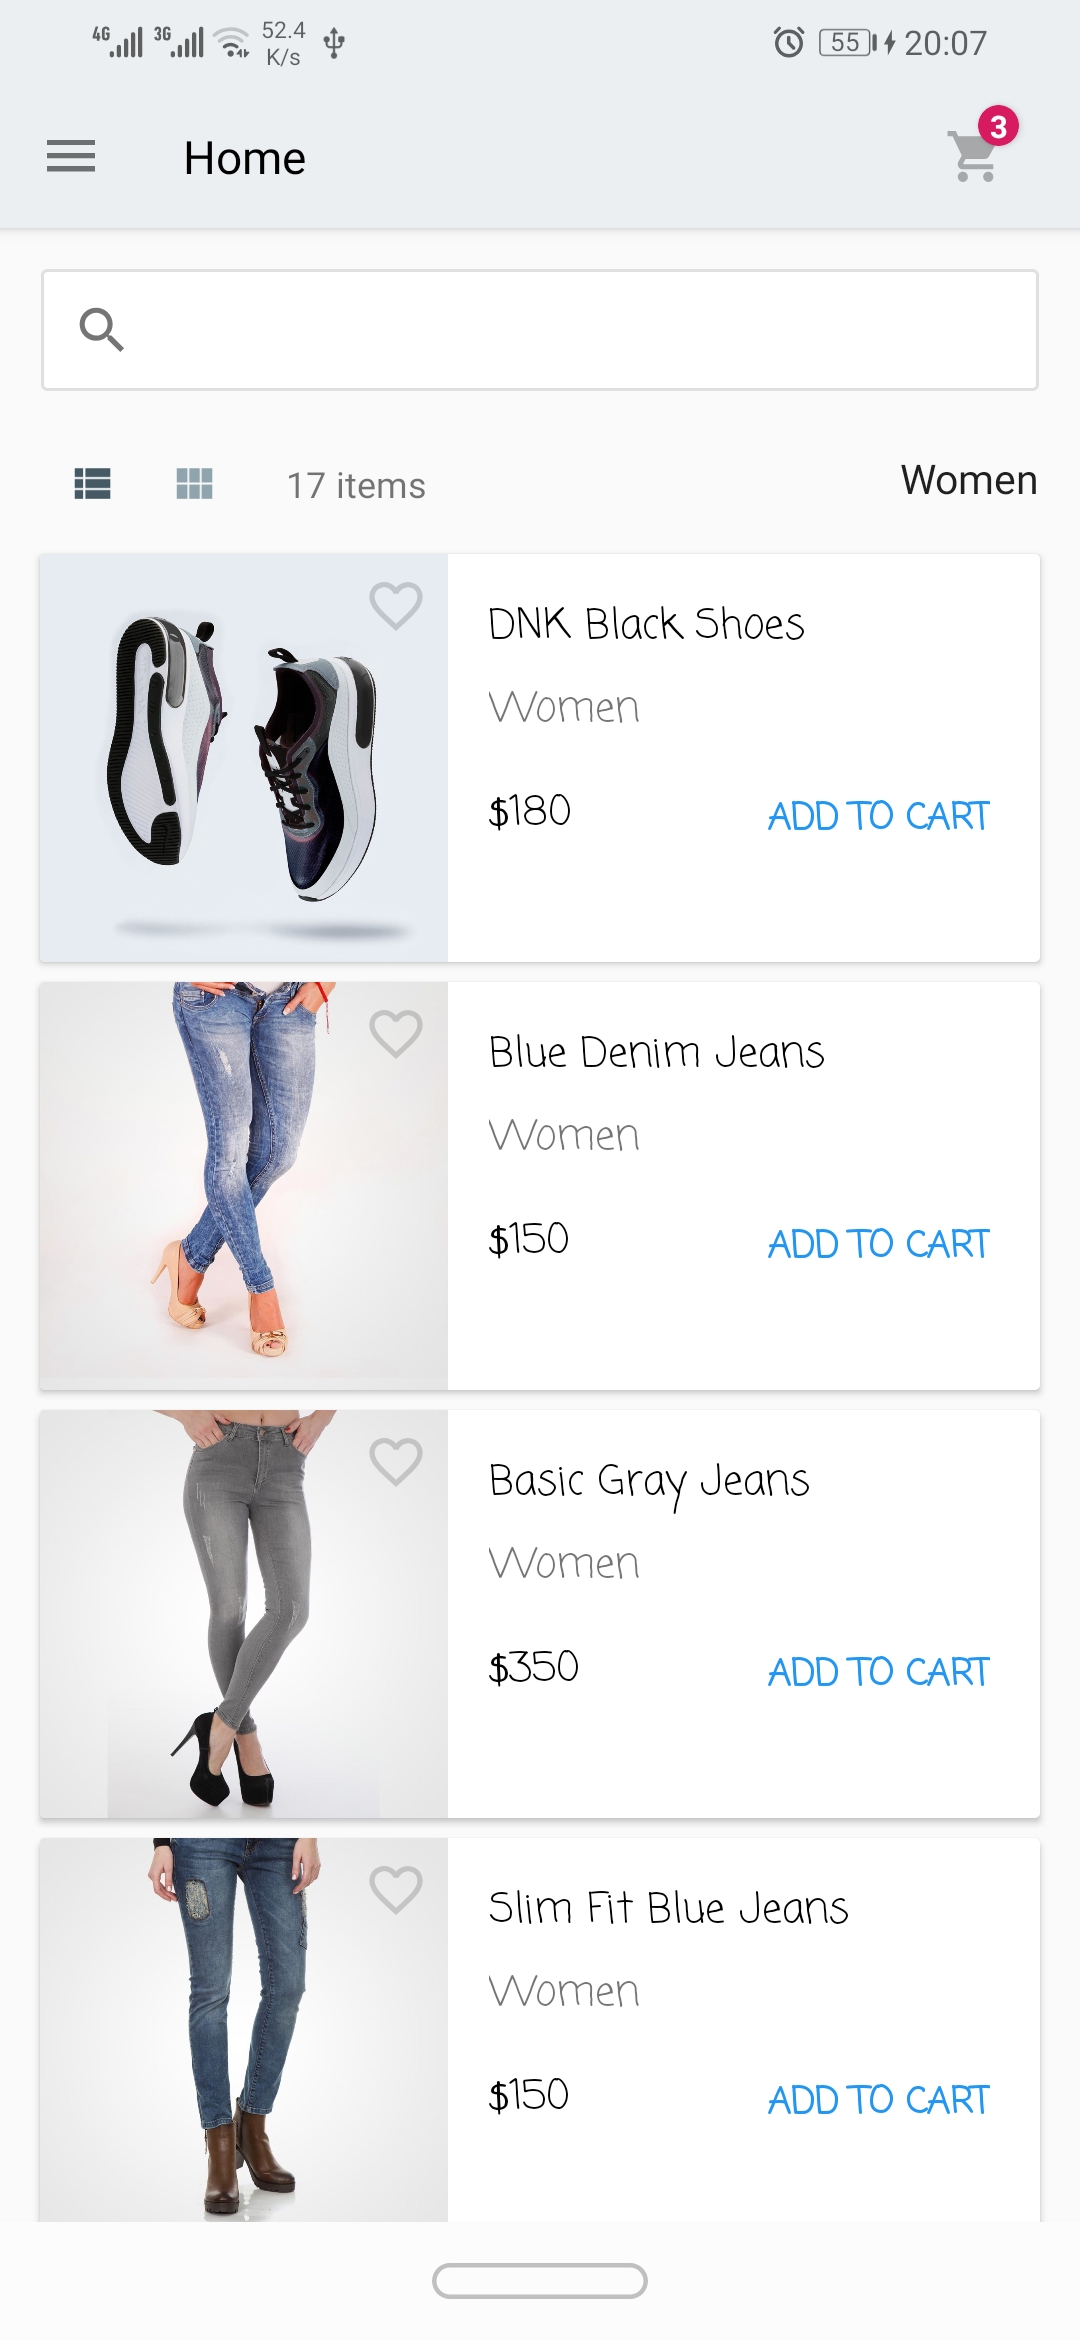 4G 3G 52.4 K/s 55 20:07
Home 3
17 items Women
DNK Black Shoes
Women
$180 ADD TO CART
Blue Denim Jeans
Women
$150 ADD TO CART
Basic Gray Jeans
Women
$350 ADD TO CART
Slim Fit Blue Jeans
Women
$150 ADD TO CART